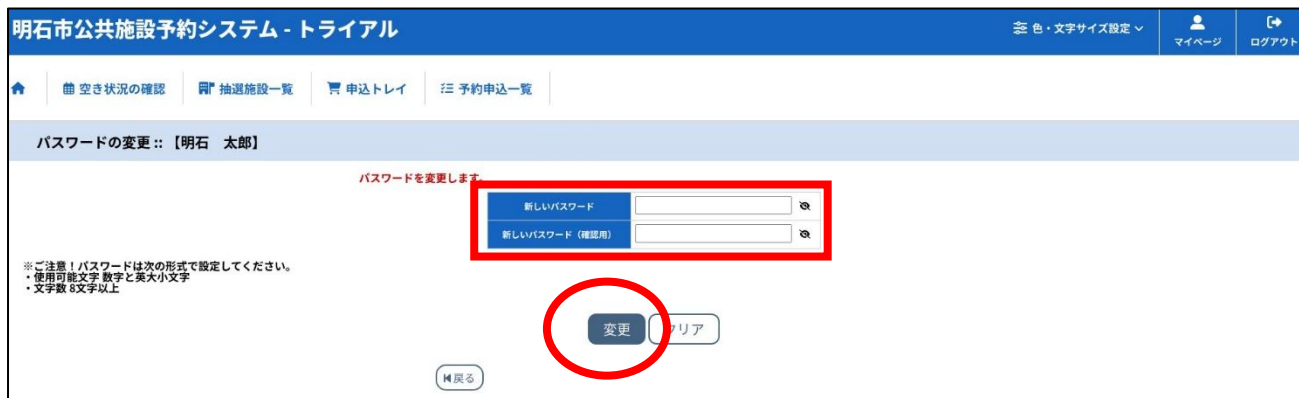 明石市公共施設予約システム - トライアル
色・文字サイズ設定
マイページ
ログアウト
空き状況の確認
抽選施設一覧
申込トレイ
予約申込一覧
パスワードの変更 :: 【明石 太郎】
パスワードを変更します。
新しいパスワード
新しいパスワード（確認用）
※ご注意！パスワードは次の形式で設定してください。
・使用可能文字 数字と英大小文字
・文字数 8文字以上
変更
クリア
戻る